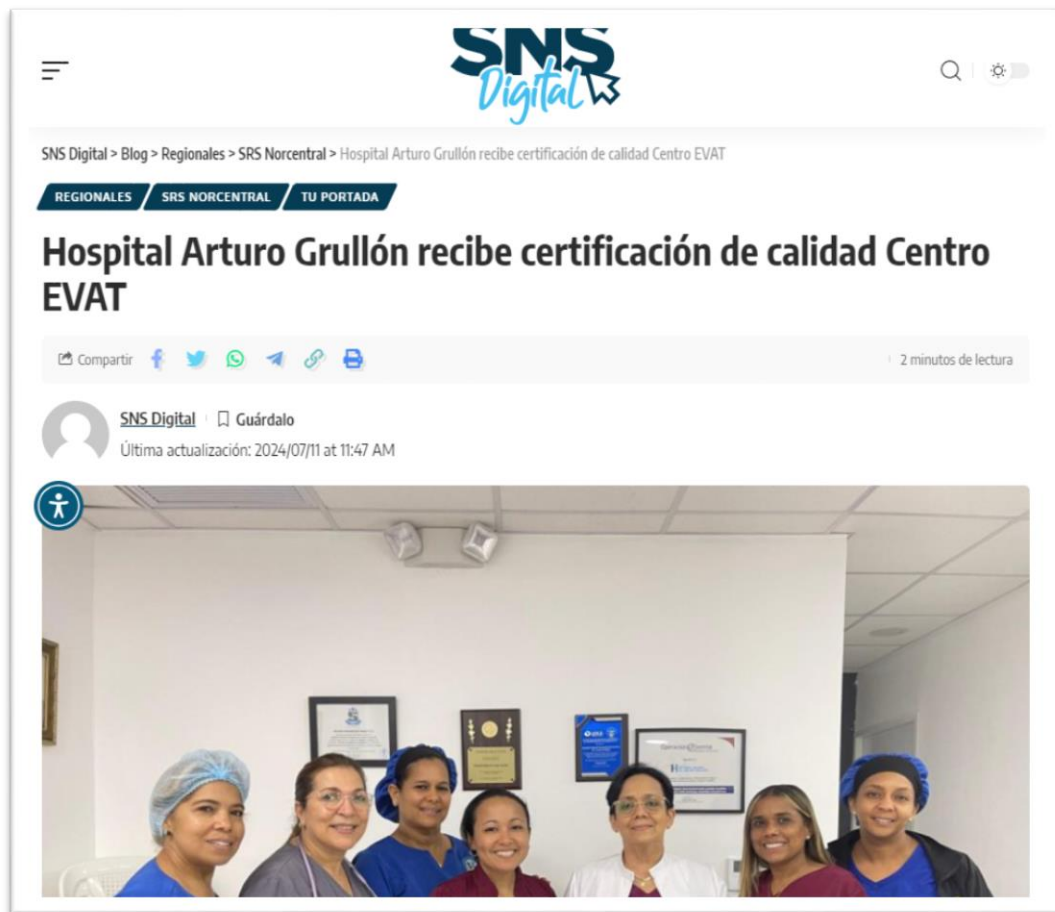 SNS
Digital
SNS Digital > Blog > Regionales > SRS Norcentral > Hospital Arturo Grullón recibe certificación de calidad Centro EVAT
REGIONALES SRS NORCENTRAL TU PORTADA
Hospital Arturo Grullón recibe certificación de calidad Centro
EVAT
Compartir 2 minutos de lectura
SNS Digital Guárdalo
Última actualización: 2024/07/11 at 11:47 AM